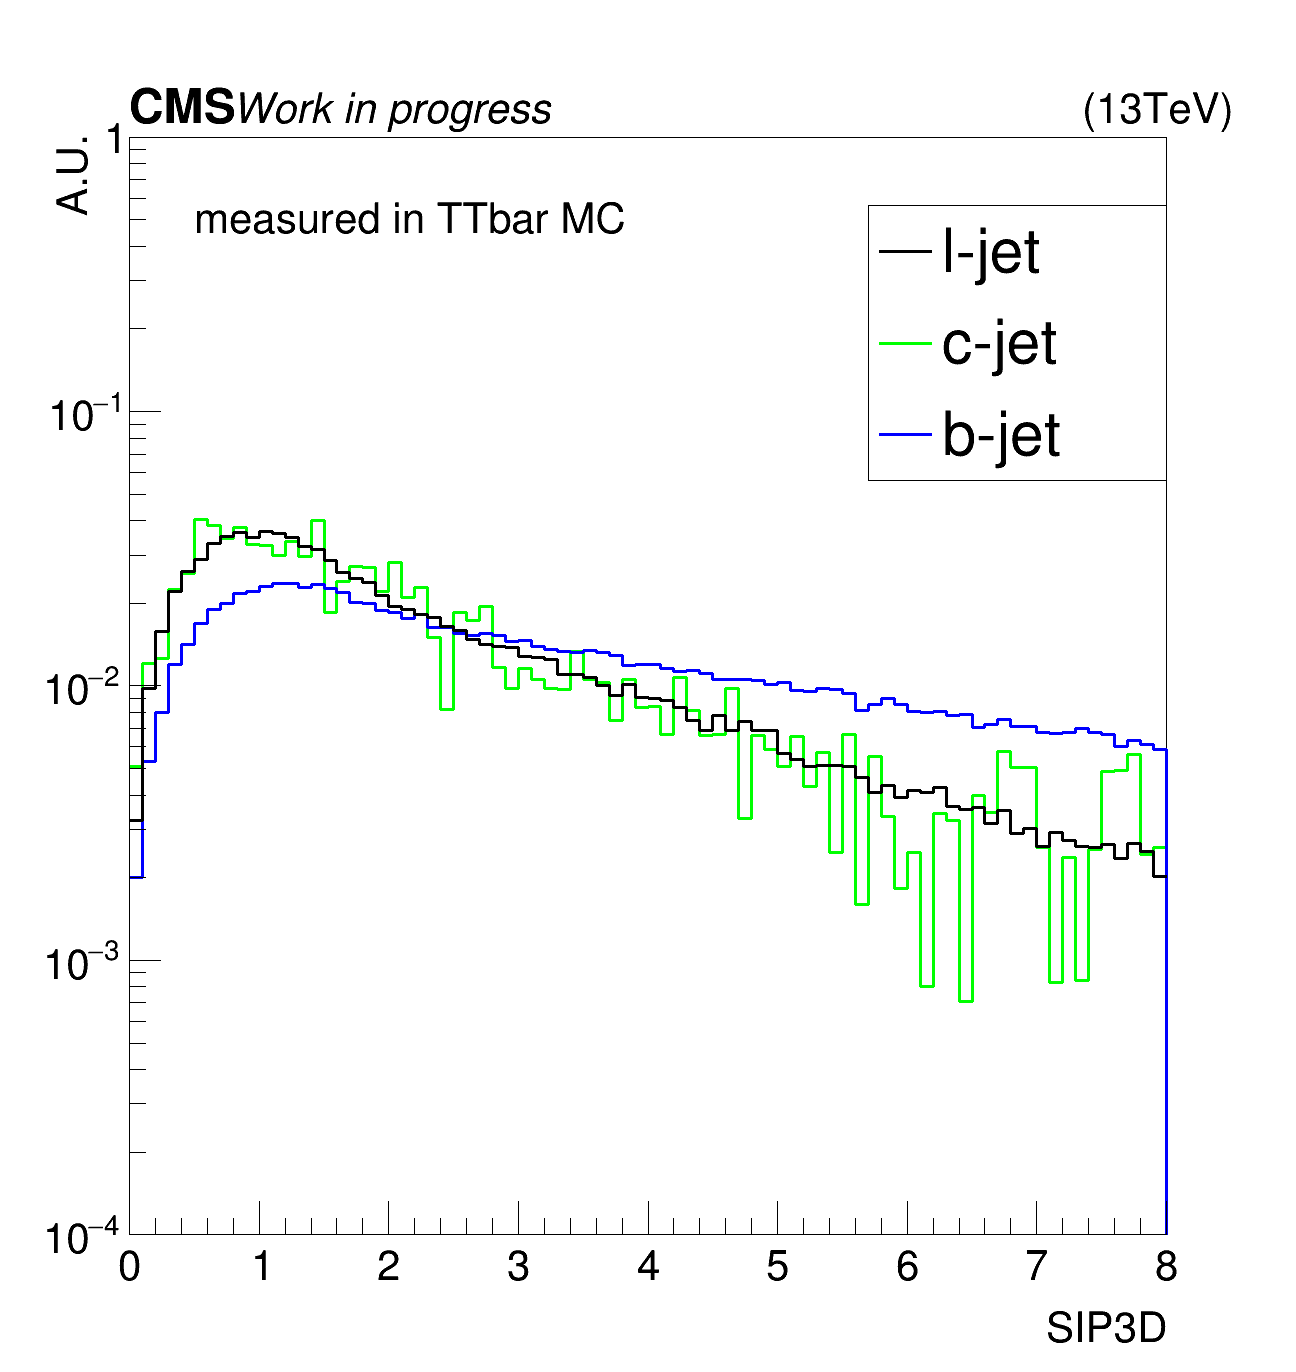 CMS Work in progress (13TeV)
A.U.
measured in TTbar MC
l-jet
c-jet
b-jet
1
10⁻¹
10⁻²
10⁻³
10⁻⁴
0 1 2 3 4 5 6 7 8
SIP3D